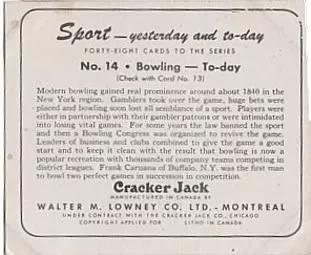 Sport — yesterday and to-day
FORTY-EIGHT CARDS TO THE SERIES
No. 14 • Bowling — To-day
(Check with Card No. 13)
Modern bowling gained real prominence around about 1840 in the
New York region. Gamblers took over the game, huge bets were
placed and bowling soon lost all semblance of a sport. Players were
either in partnership with their gambler patrons or were intimidated
into losing vital games. For some years the law banned the sport
and then a Bowling Congress was organized to revive the game.
Leaders of business and clubs combined to give the game a good
start and to keep it clean with the result that bowling is now a
popular recreation with thousands of company teams competing in
district leagues. Frank Caruana of Buffalo, N.Y. was the first man
to bowl two perfect games in succession in competition.
Cracker Jack
MANUFACTURED IN CANADA BY
WALTER M. LOWNEY CO. LTD. - MONTREAL
UNDER CONTRACT WITH THE CRACKER JACK CO., CHICAGO
COPYRIGHT APPLIED FOR LITHO IN CANADA